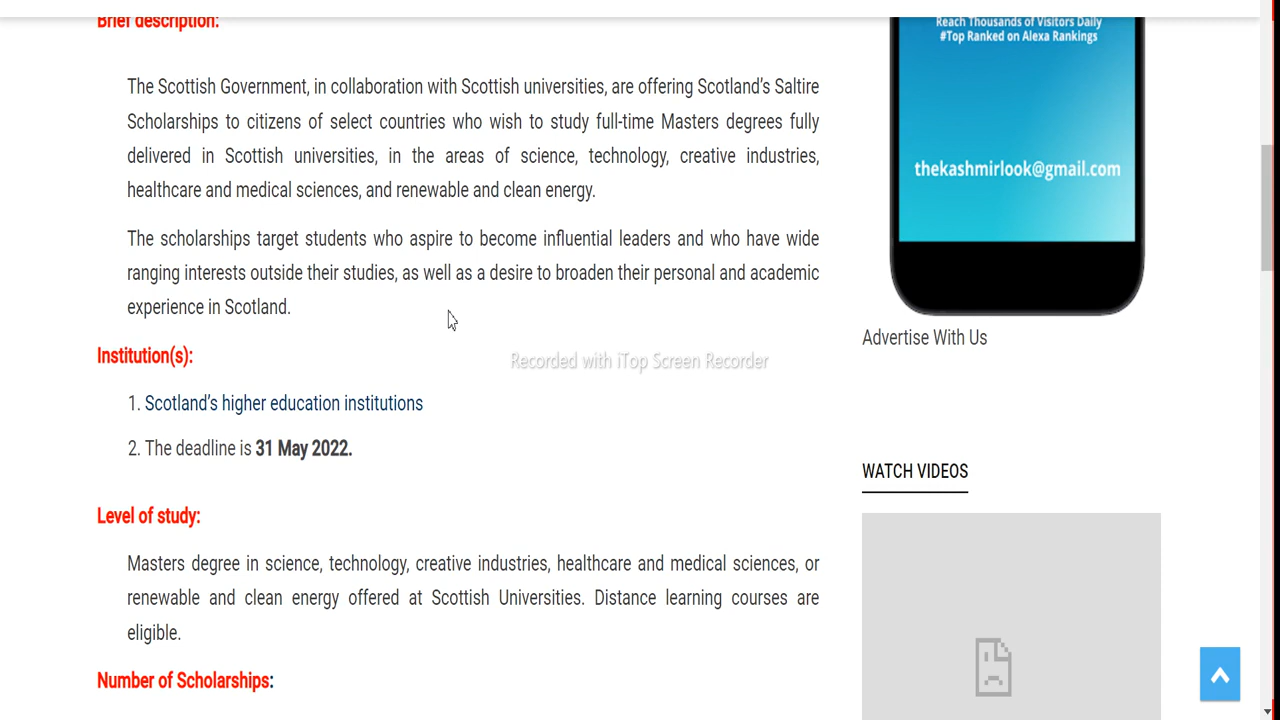 Brief description:
Reach Thousands of Visitors Daily
#Top Ranked on Alexa Rankings
The Scottish Government, in collaboration with Scottish universities, are offering Scotland's Saltire
Scholarships to citizens of select countries who wish to study full-time Masters degrees fully
delivered in Scottish universities, in the areas of science, technology, creative industries,
healthcare and medical sciences, and renewable and clean energy.
thekashmirlook@gmail.com
The scholarships target students who aspire to become influential leaders and who have wide
ranging interests outside their studies, as well as a desire to broaden their personal and academic
experience in Scotland.
Advertise With Us
Institution(s):
Recorded with iTop Screen Recorder
1. Scotland's higher education institutions
2. The deadline is 31 May 2022.
WATCH VIDEOS
Level of study:
Masters degree in science, technology, creative industries, healthcare and medical sciences, or
renewable and clean energy offered at Scottish Universities. Distance learning courses are
eligible.
Number of Scholarships: